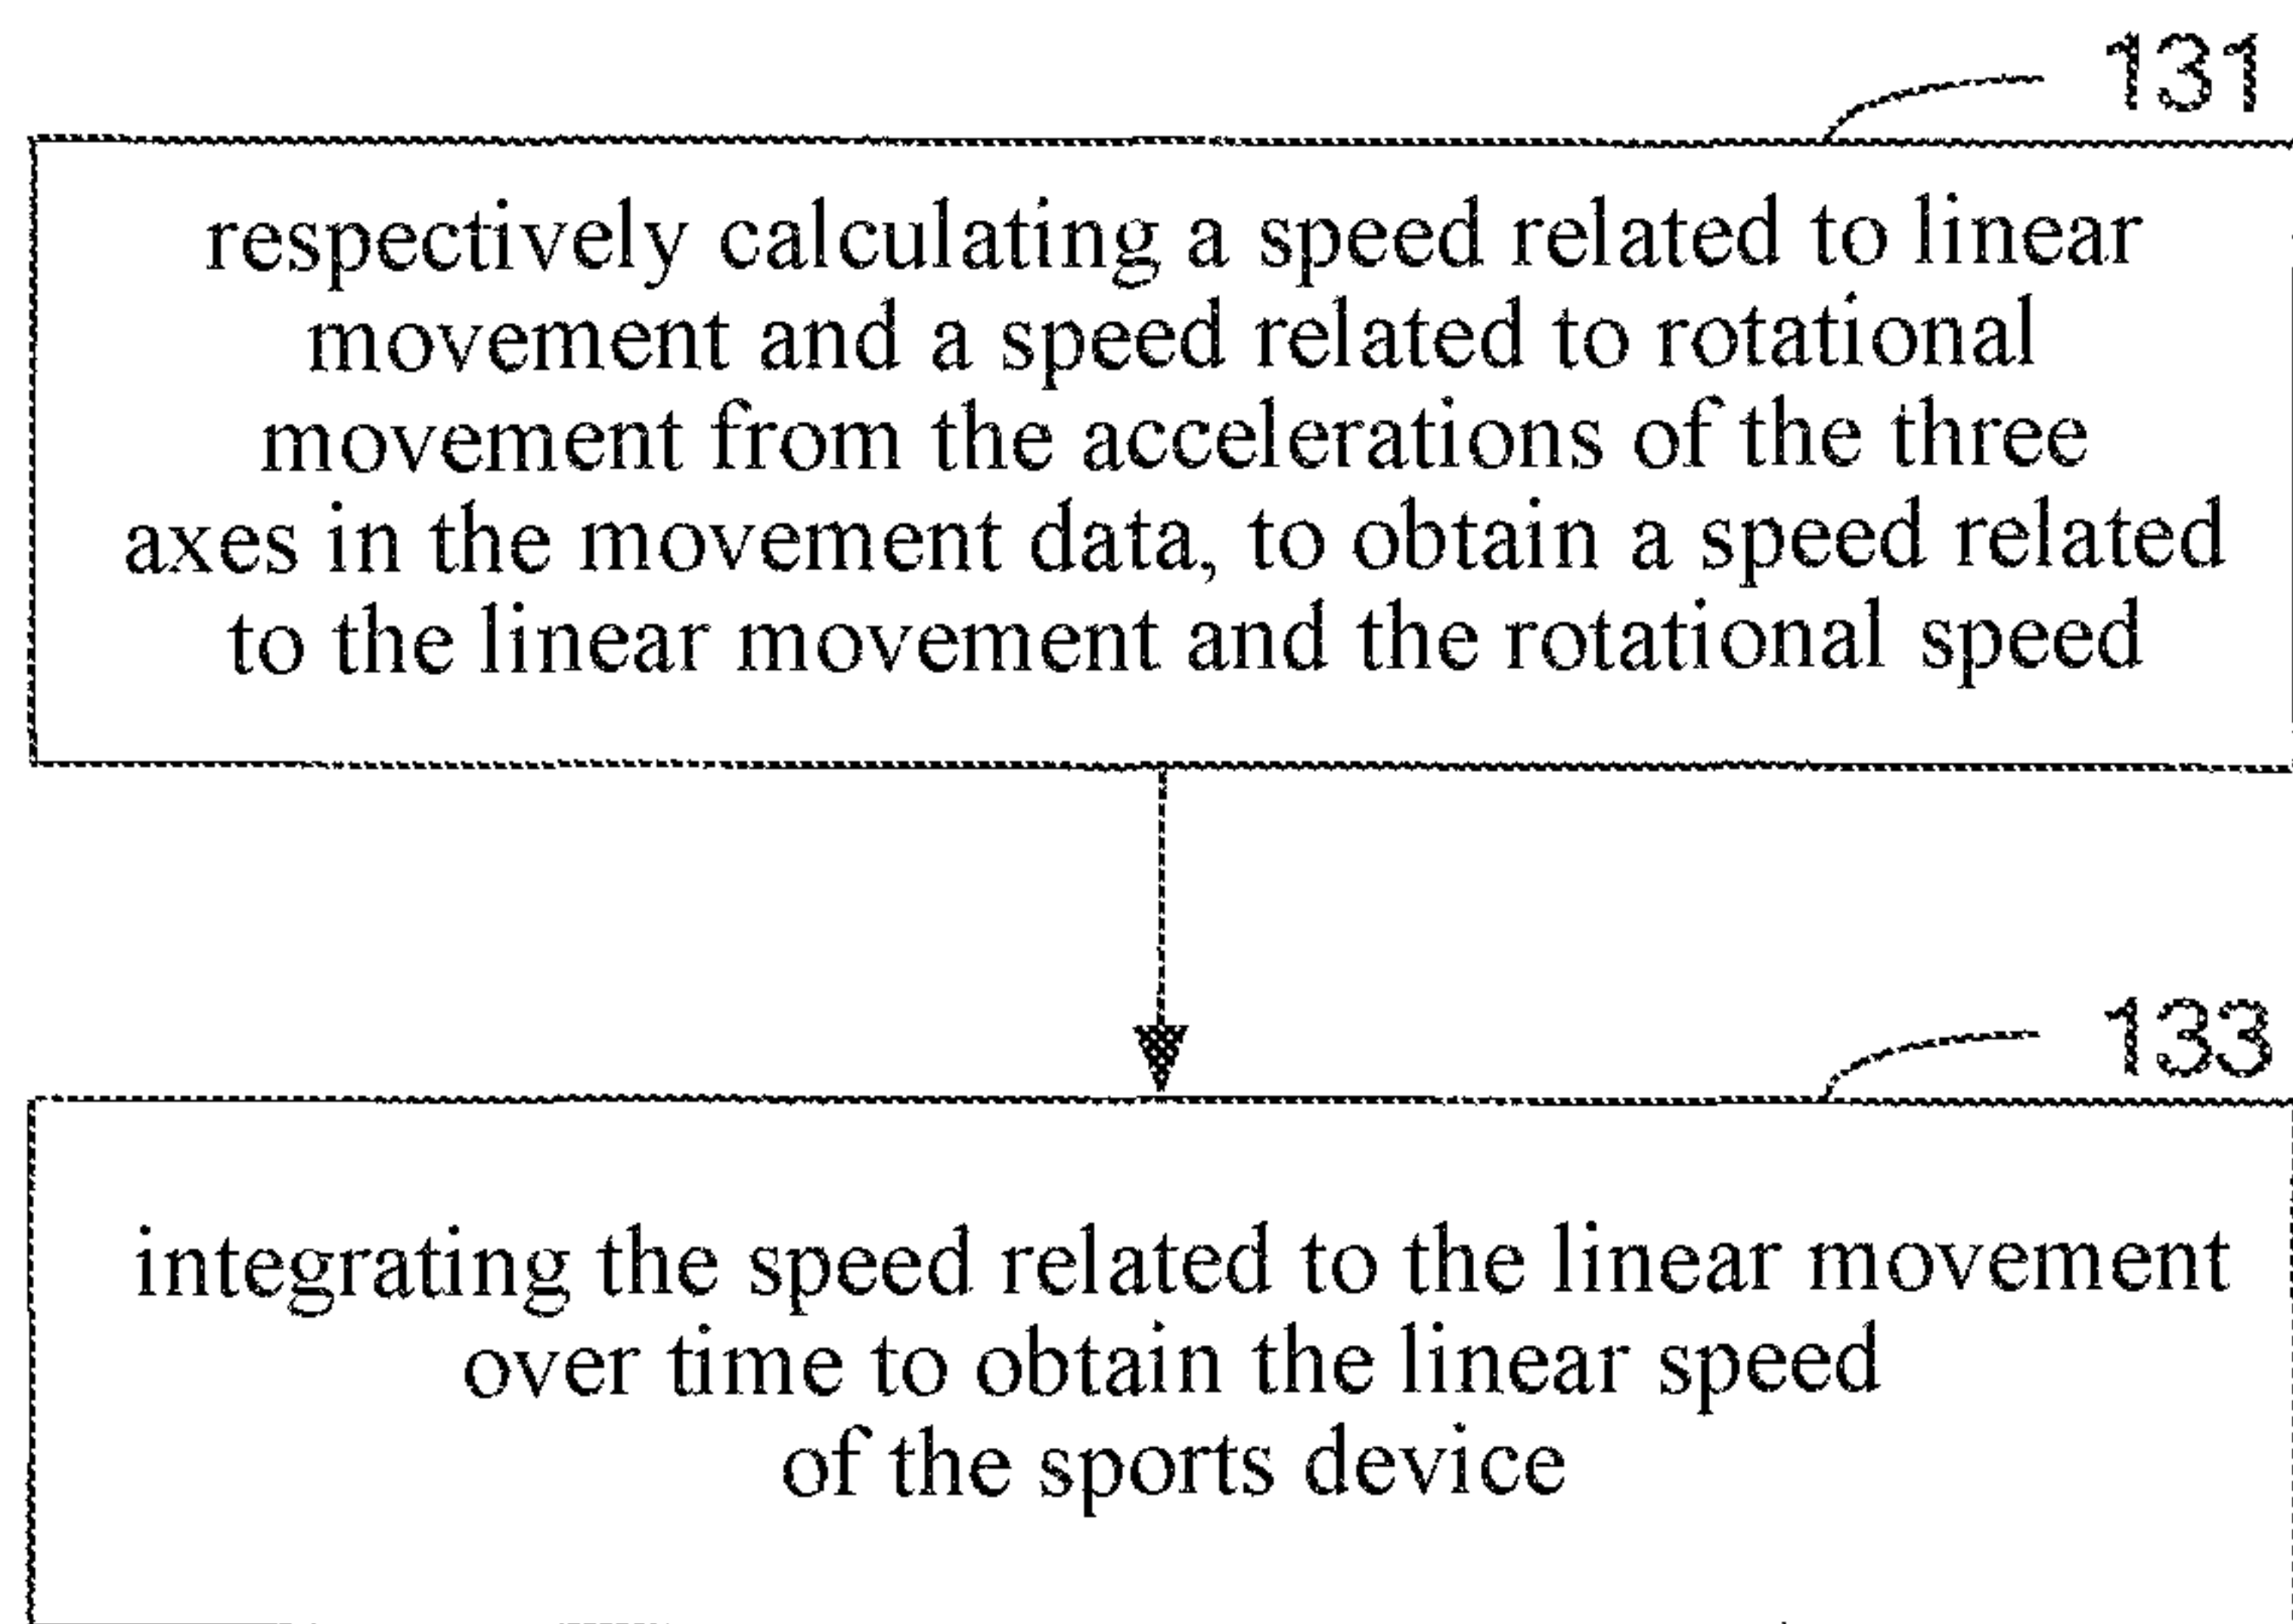 131
respectively calculating a speed related to linear
movement and a speed related to rotational
movement from the accelerations of the three
axes in the movement data, to obtain a speed related
to the linear movement and the rotational speed
133
integrating the speed related to the linear movement
over time to obtain the linear speed
of the sports device